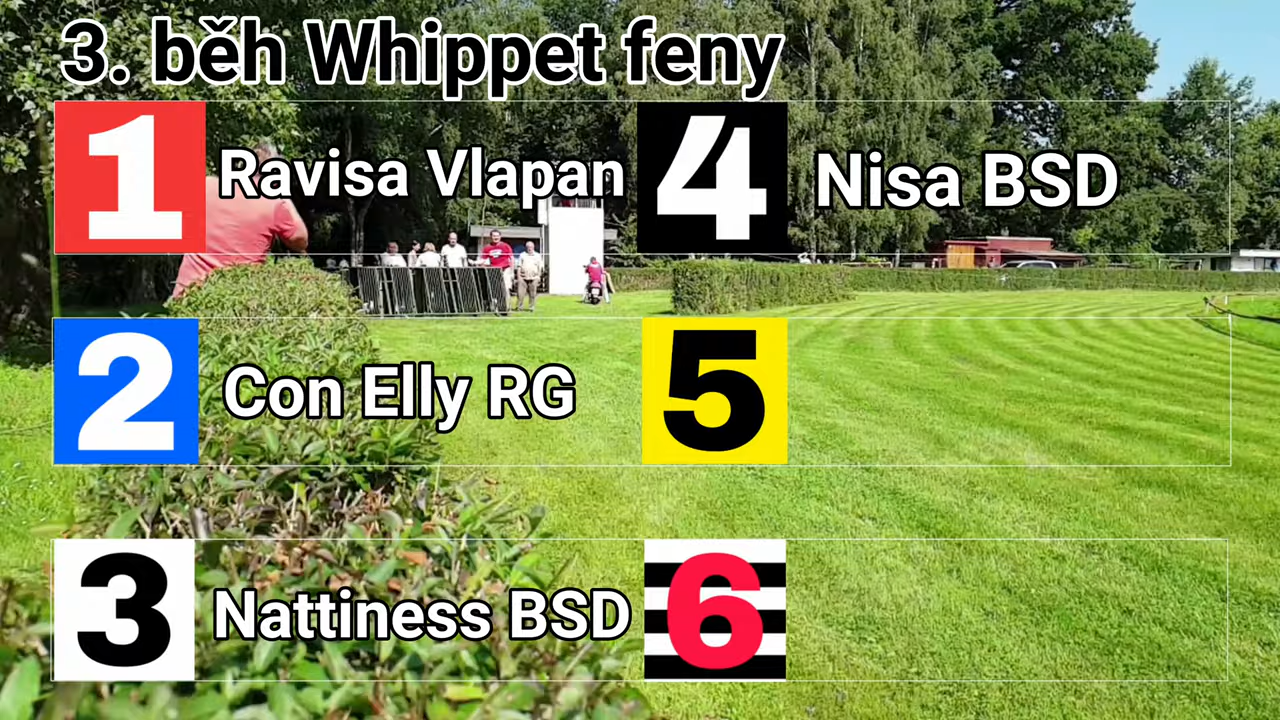 3. běh Whippet feny
1 Ravisa Vlapan
4 Nisa BSD
2 Con Elly RG
5
3 Nattiness BSD
6